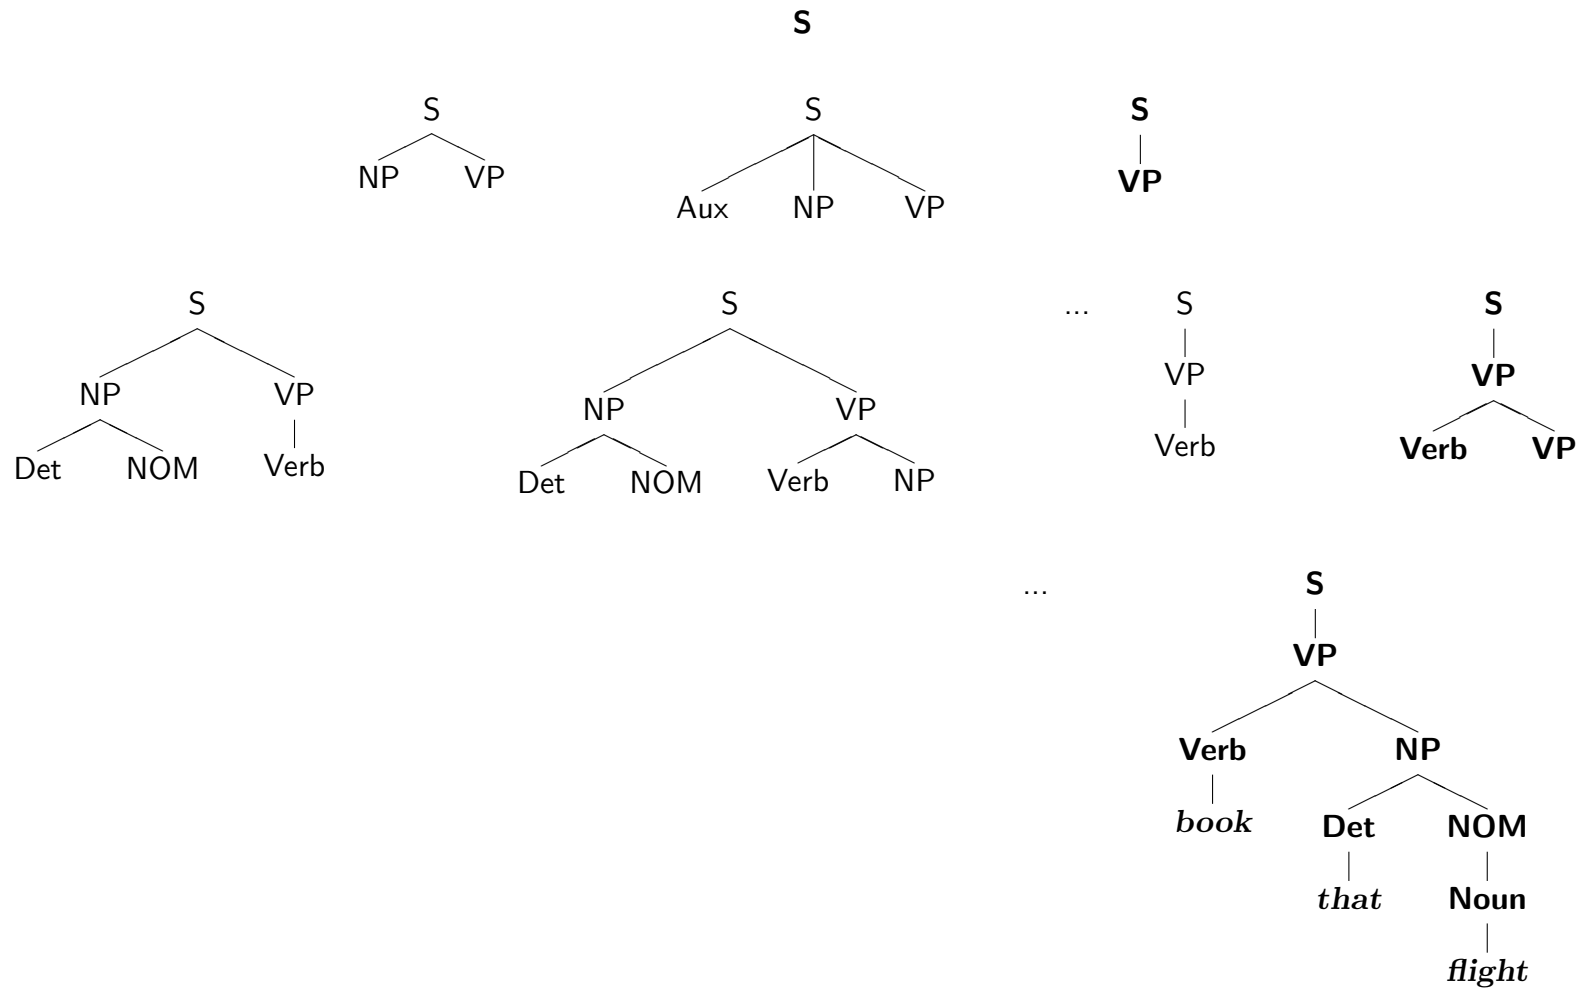 S
S S S
NP VP VP
Aux NP VP
S S ... S S
VP VP
NP VP NP VP
Verb Verb VP
Det NOM Verb Det NOM Verb NP
... S
VP
Verb NP
book Det NOM
that Noun
flight